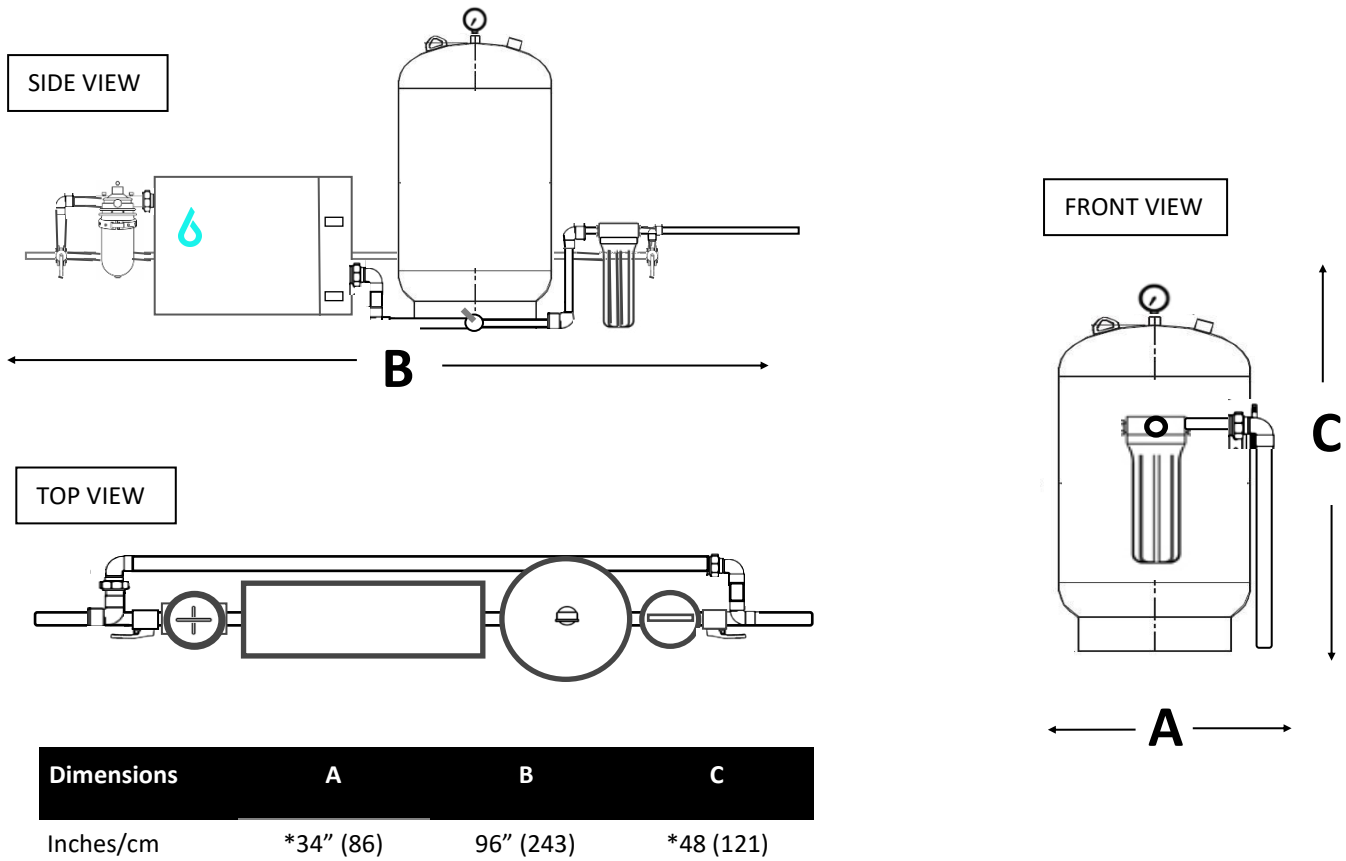 SIDE VIEW
FRONT VIEW
B
C
TOP VIEW
A
Dimensions A B C
Inches/cm *34” (86) 96” (243) *48 (121)